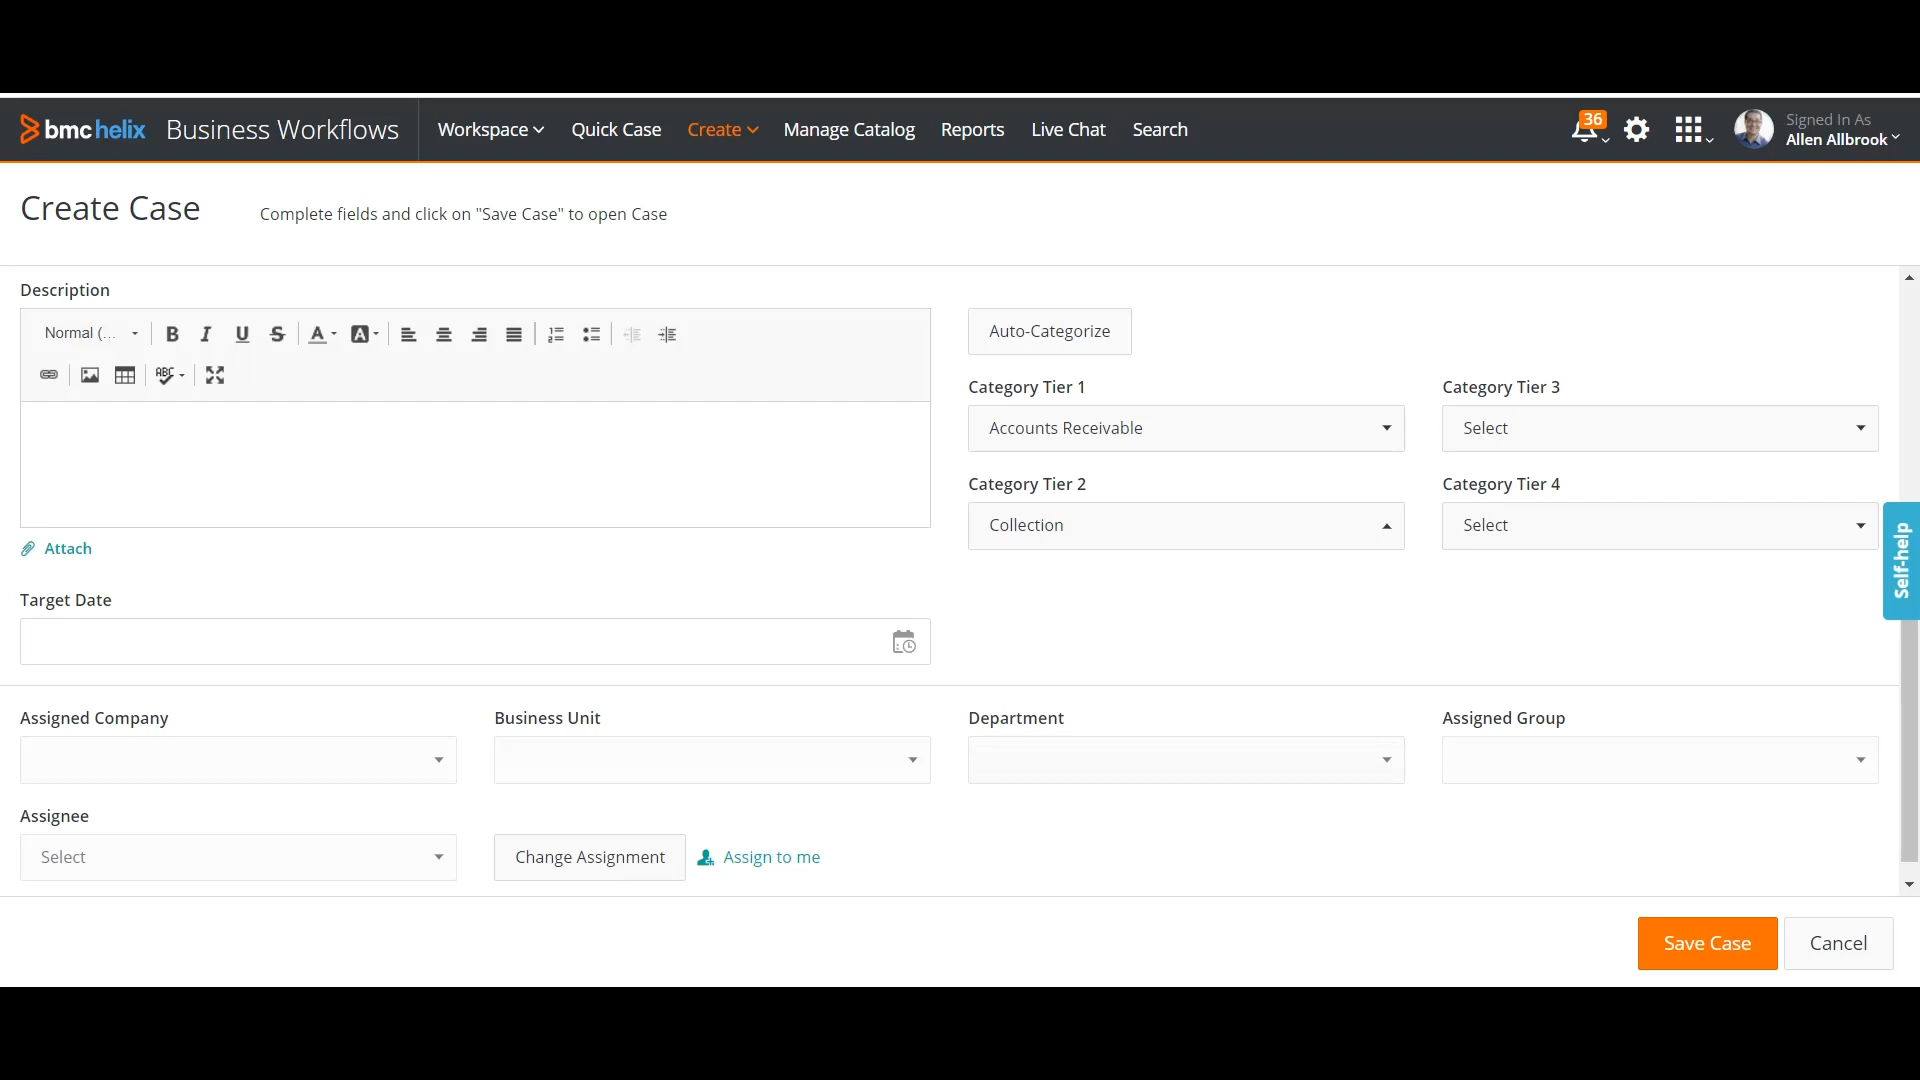 bmc helix Business Workflows Workspace Quick Case Create Manage Catalog Reports Live Chat Search 36 Signed In As
Allen Allbrook
Create Case Complete fields and click on "Save Case" to open Case
Description
Normal (...
B I U S A A
ABC
Attach
Target Date
Auto-Categorize
Category Tier 1 Category Tier 3
Accounts Receivable Select
Category Tier 2 Category Tier 4
Collection Select
Self-help
Assigned Company Business Unit Department Assigned Group
Assignee
Select Change Assignment Assign to me
Save Case Cancel